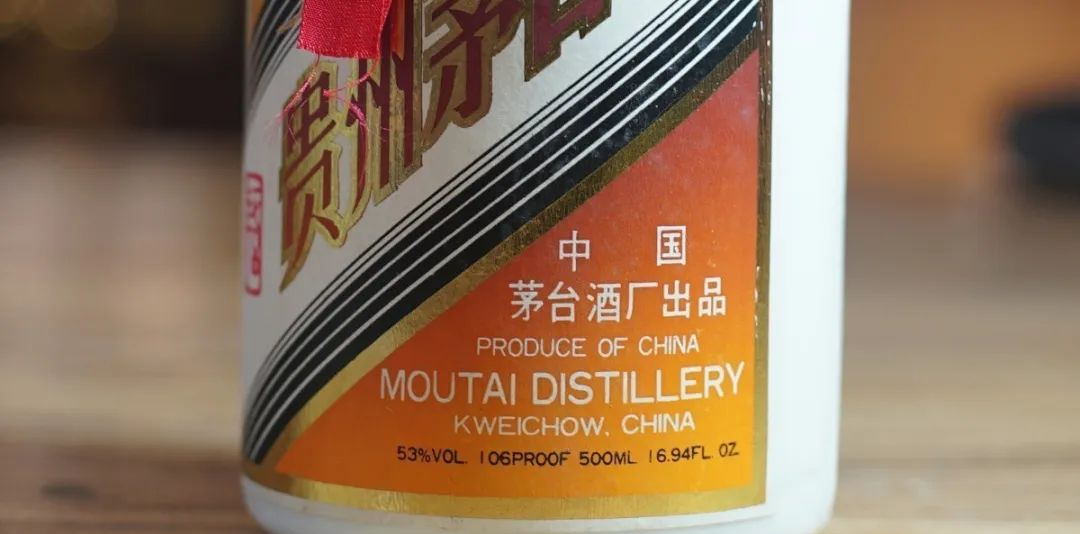 贵州茅台
中国
茅台酒厂出品
PRODUCE OF CHINA
MOUTAI DISTILLERY
KWEICHOW, CHINA
53%VOL. 106PROOF 500ML 16.94FL. OZ.